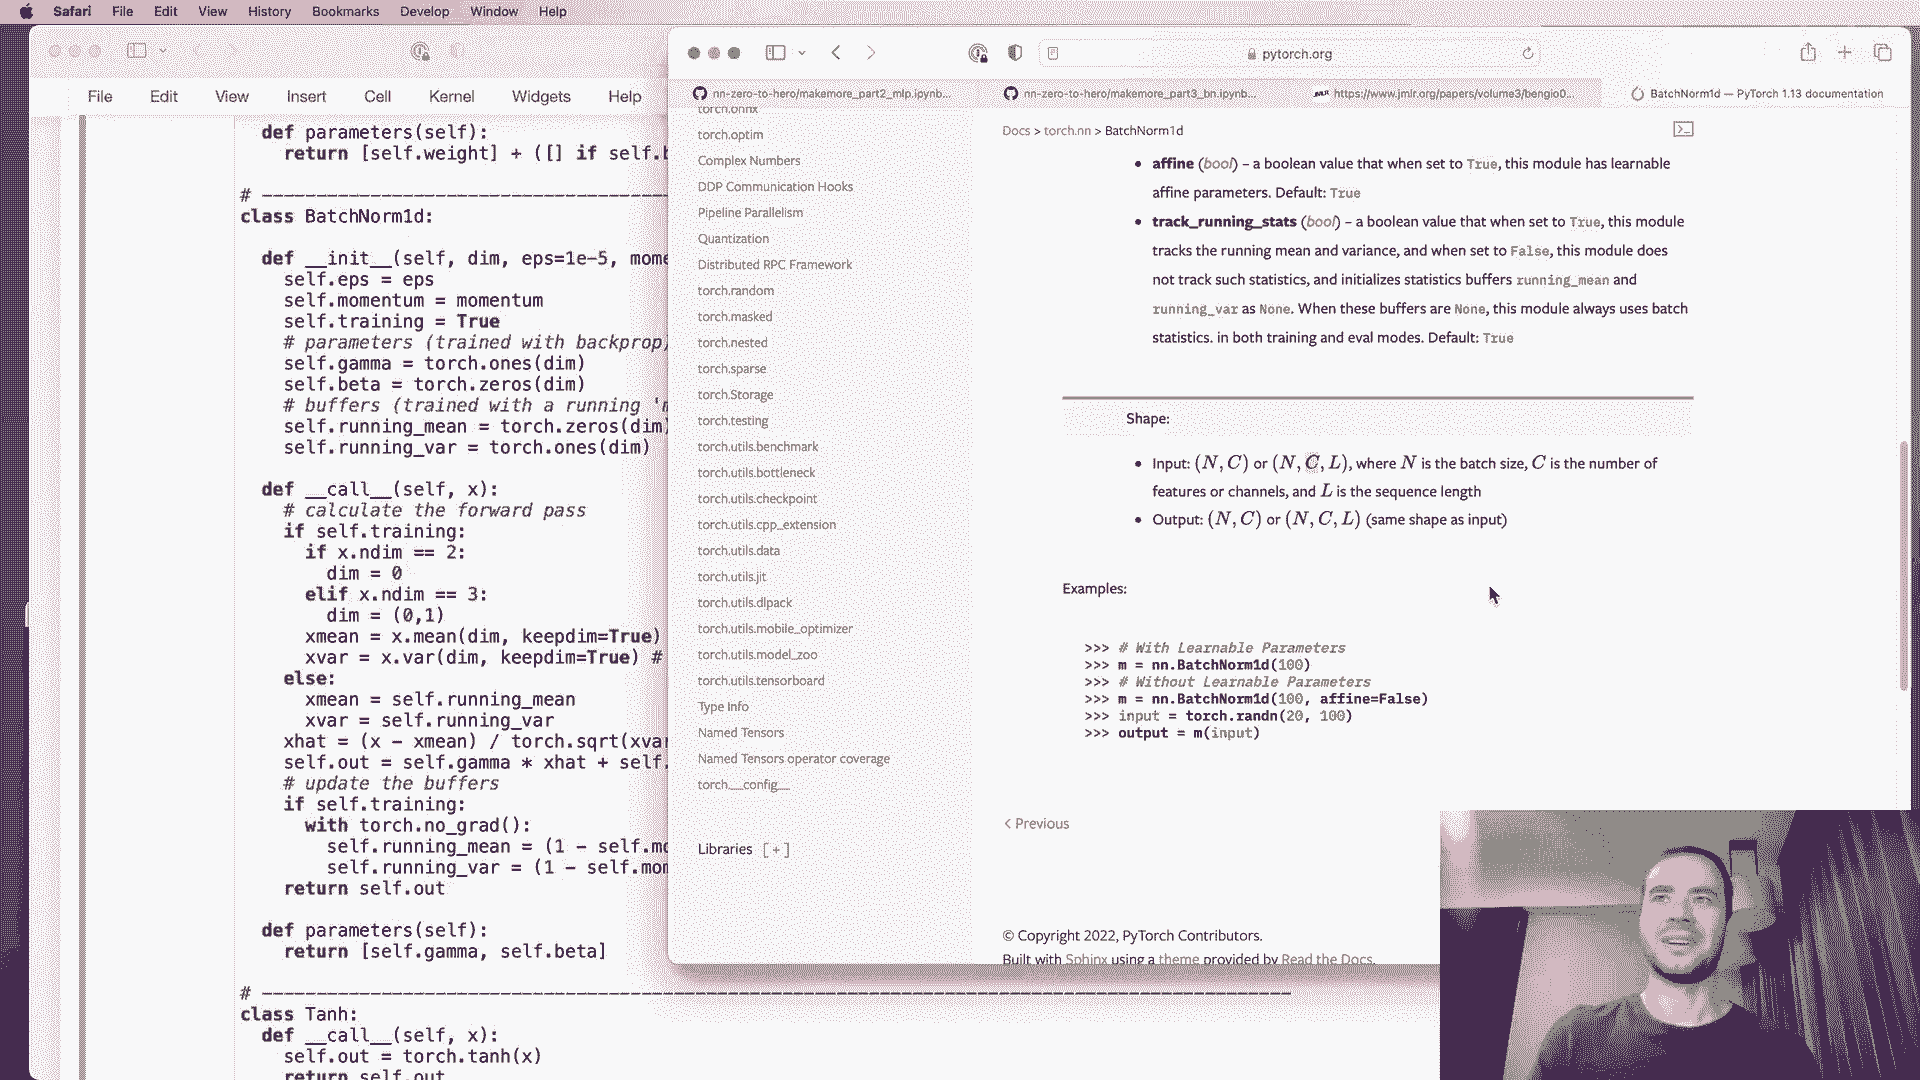 Safari File Edit View History Bookmarks Develop Window Help
File Edit View Insert Cell Kernel Widgets Help
def parameters(self):
return [self.weight] + ([] if self.b
# ----------------------------------------
class BatchNorm1d:
def __init__(self, dim, eps=1e-5, mome
self.eps = eps
self.momentum = momentum
self.training = True
# parameters (trained with backprop)
self.gamma = torch.ones(dim)
self.beta = torch.zeros(dim)
# buffers (trained with a running 'm
self.running_mean = torch.zeros(dim)
self.running_var = torch.ones(dim)
def __call__(self, x):
# calculate the forward pass
if self.training:
if x.ndim == 2:
dim = 0
elif x.ndim == 3:
dim = (0,1)
xmean = x.mean(dim, keepdim=True)
xvar = x.var(dim, keepdim=True) #
else:
xmean = self.running_mean
xvar = self.running_var
xhat = (x - xmean) / torch.sqrt(xvar
self.out = self.gamma * xhat + self.
# update the buffers
if self.training:
with torch.no_grad():
self.running_mean = (1 - self.mo
self.running_var = (1 - self.mom
return self.out
def parameters(self):
return [self.gamma, self.beta]
# ----------------------------------------
class Tanh:
def __call__(self, x):
self.out = torch.tanh(x)
return self.out
pytorch.org
nn-zero-to-hero/makemore_part2_mlp.ipynb... nn-zero-to-hero/makemore_part3_bn.ipynb... https://www.jmlr.org/papers/volume3/bengio0... BatchNorm1d — PyTorch 1.13 documentation
torch.onnx
torch.optim
Complex Numbers
DDP Communication Hooks
Pipeline Parallelism
Quantization
Distributed RPC Framework
torch.random
torch.masked
torch.nested
torch.sparse
torch.Storage
torch.testing
torch.utils.benchmark
torch.utils.bottleneck
torch.utils.checkpoint
torch.utils.cpp_extension
torch.utils.data
torch.utils.jit
torch.utils.dlpack
torch.utils.mobile_optimizer
torch.utils.model_zoo
torch.utils.tensorboard
Type Info
Named Tensors
Named Tensors operator coverage
torch.__config__
Libraries [ + ]
Docs > torch.nn > BatchNorm1d
• affine (bool) – a boolean value that when set to True, this module has learnable
affine parameters. Default: True
• track_running_stats (bool) – a boolean value that when set to True, this module
tracks the running mean and variance, and when set to False, this module does
not track such statistics, and initializes statistics buffers running_mean and
running_var as None. When these buffers are None, this module always uses batch
statistics. in both training and eval modes. Default: True
Shape:
• Input: (N, C) or (N, C, L), where N is the batch size, C is the number of
features or channels, and L is the sequence length
• Output: (N, C) or (N, C, L) (same shape as input)
Examples:
>>> # With Learnable Parameters
>>> m = nn.BatchNorm1d(100)
>>> # Without Learnable Parameters
>>> m = nn.BatchNorm1d(100, affine=False)
>>> input = torch.randn(20, 100)
>>> output = m(input)
< Previous
© Copyright 2022, PyTorch Contributors.
Built with Sphinx using a theme provided by Read the Docs.